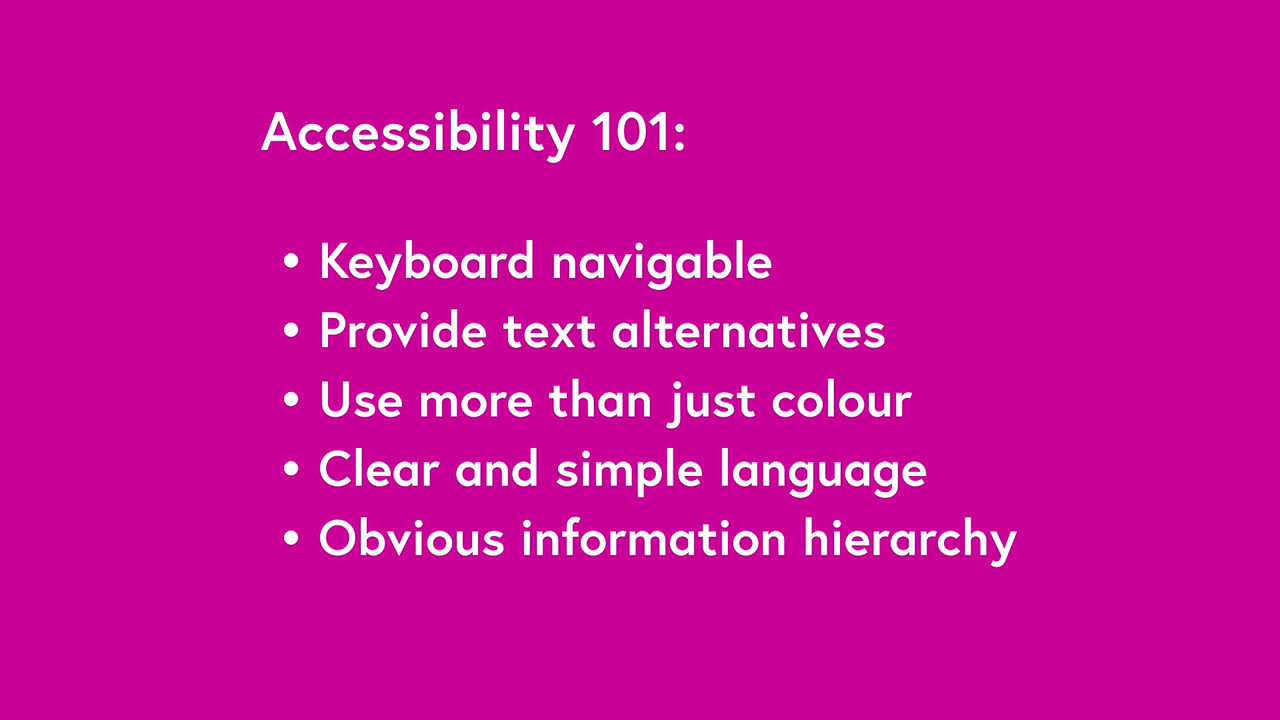 Accessibility 101:
• Keyboard navigable
• Provide text alternatives
• Use more than just colour
• Clear and simple language
• Obvious information hierarchy